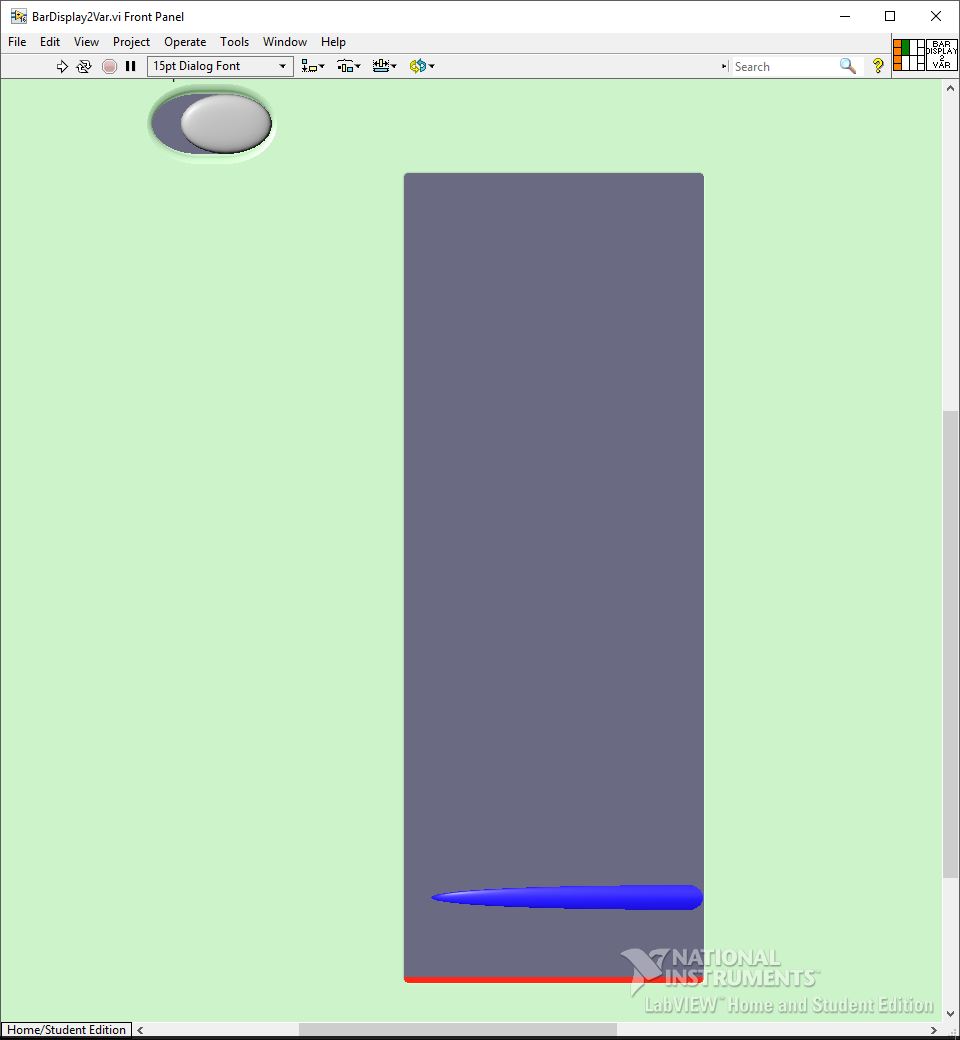 BarDisplay2Var.vi Front Panel
File Edit View Project Operate Tools Window Help
15pt Dialog Font
Search
?
BAR
DISPLAY
2
VAR
NATIONAL
INSTRUMENTS™
LabVIEW™ Home and Student Edition
Home/Student Edition